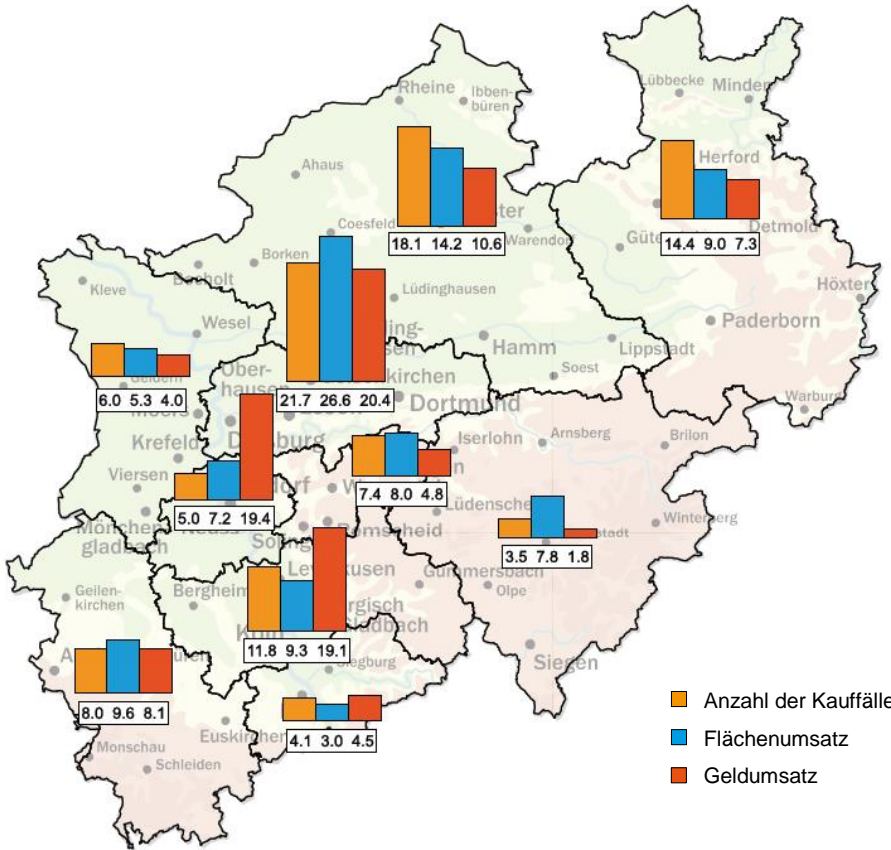 Rheine
Ibben-
büren
Lübbecke
Minden
Ahaus
Herford
Coesfeld
Warendorf
Detmold
18.1 14.2 10.6
14.4 9.0 7.3
Borken
Höxter
Kleve
Lüdinghausen
Wesel
Paderborn
Hamm
Lippstadt
Ober-
hausen
Soest
6.0 5.3 4.0
21.7 26.6 20.4
Dortmund
Warburg
Krefeld
Iserlohn
Arnsberg
Brilon
Viersen
7.4 8.0 4.8
5.0 7.2 19.4
Winterberg
Mönchen-
gladbach
3.5 7.8 1.8
Geilen-
kirchen
Bergheim
Gummersbach
Olpe
11.8 9.3 19.1
Siegburg
Siegen
8.0 9.6 8.1
Euskirchen
4.1 3.0 4.5
Monschau
Schleiden
Anzahl der Kauffälle
Flächenumsatz
Geldumsatz